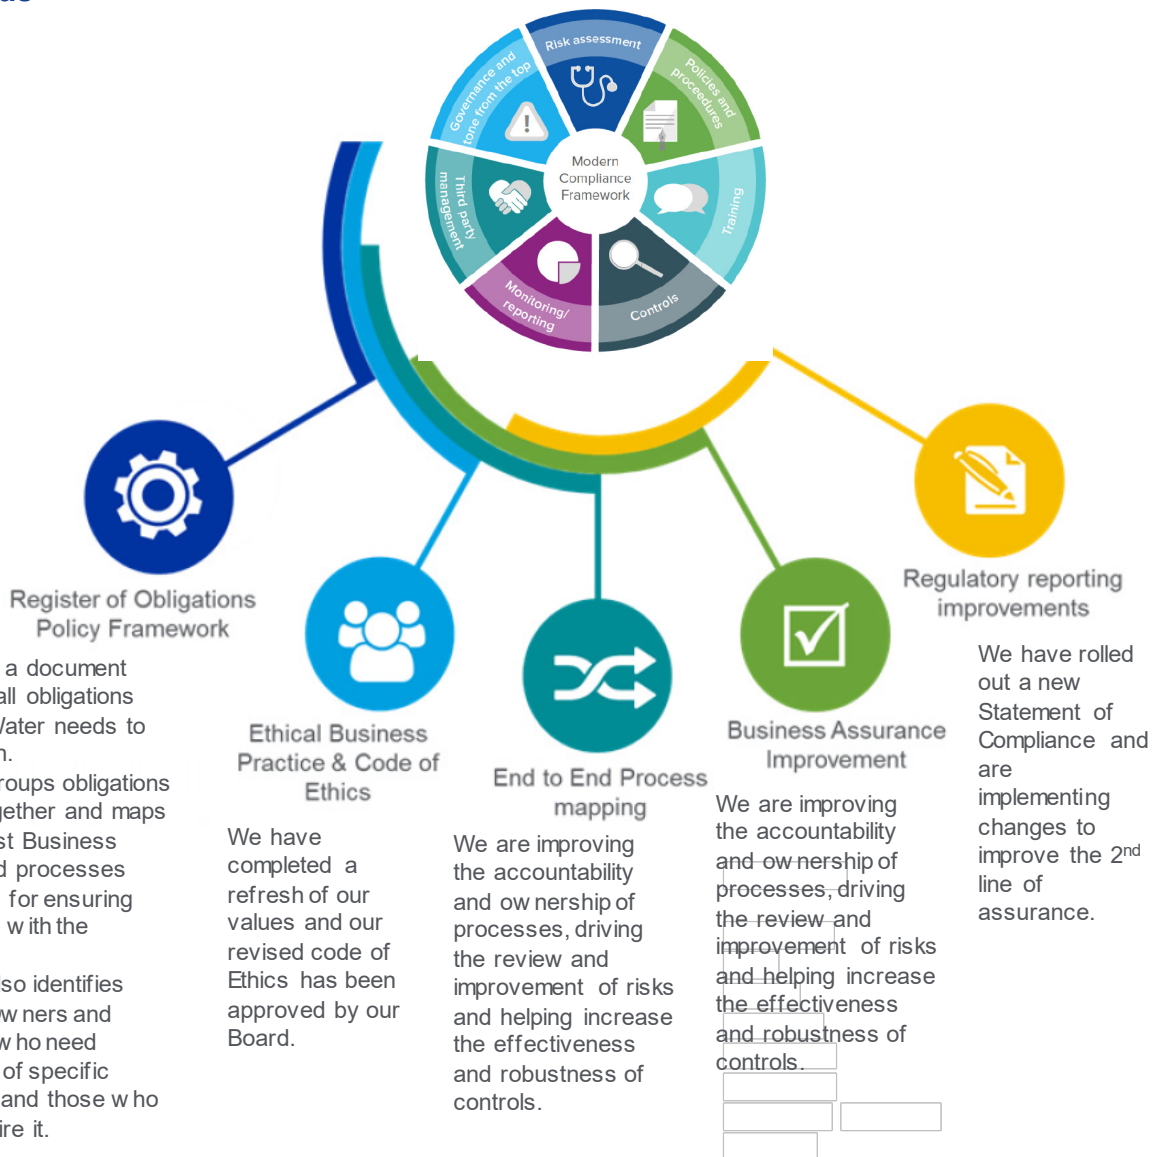 Risk assessment
Policies and
proceedures
Training
Controls
Monitoring/
reporting
Third party
management
Governance and
tone from the top
Modern
Compliance
Framework
Register of Obligations
Policy Framework
a document
all obligations
Water needs to
groups obligations
together and maps
Business
processes
for ensuring
with the
also identifies
owners and
who need
of specific
and those who
it.
Ethical Business
Practice & Code of
Ethics
We have
completed a
refresh of our
values and our
revised code of
Ethics has been
approved by our
Board.
End to End Process
mapping
We are improving
the accountability
and ownership of
processes, driving
the review and
improvement of risks
and helping increase
the effectiveness
and robustness of
controls.
Business Assurance
Improvement
We are improving
the accountability
and ownership of
processes, driving
the review and
improvement of risks
and helping increase
the effectiveness
and robustness of
controls.
Regulatory reporting
improvements
We have rolled
out a new
Statement of
Compliance and
are
implementing
changes to
improve the 2nd
line of
assurance.